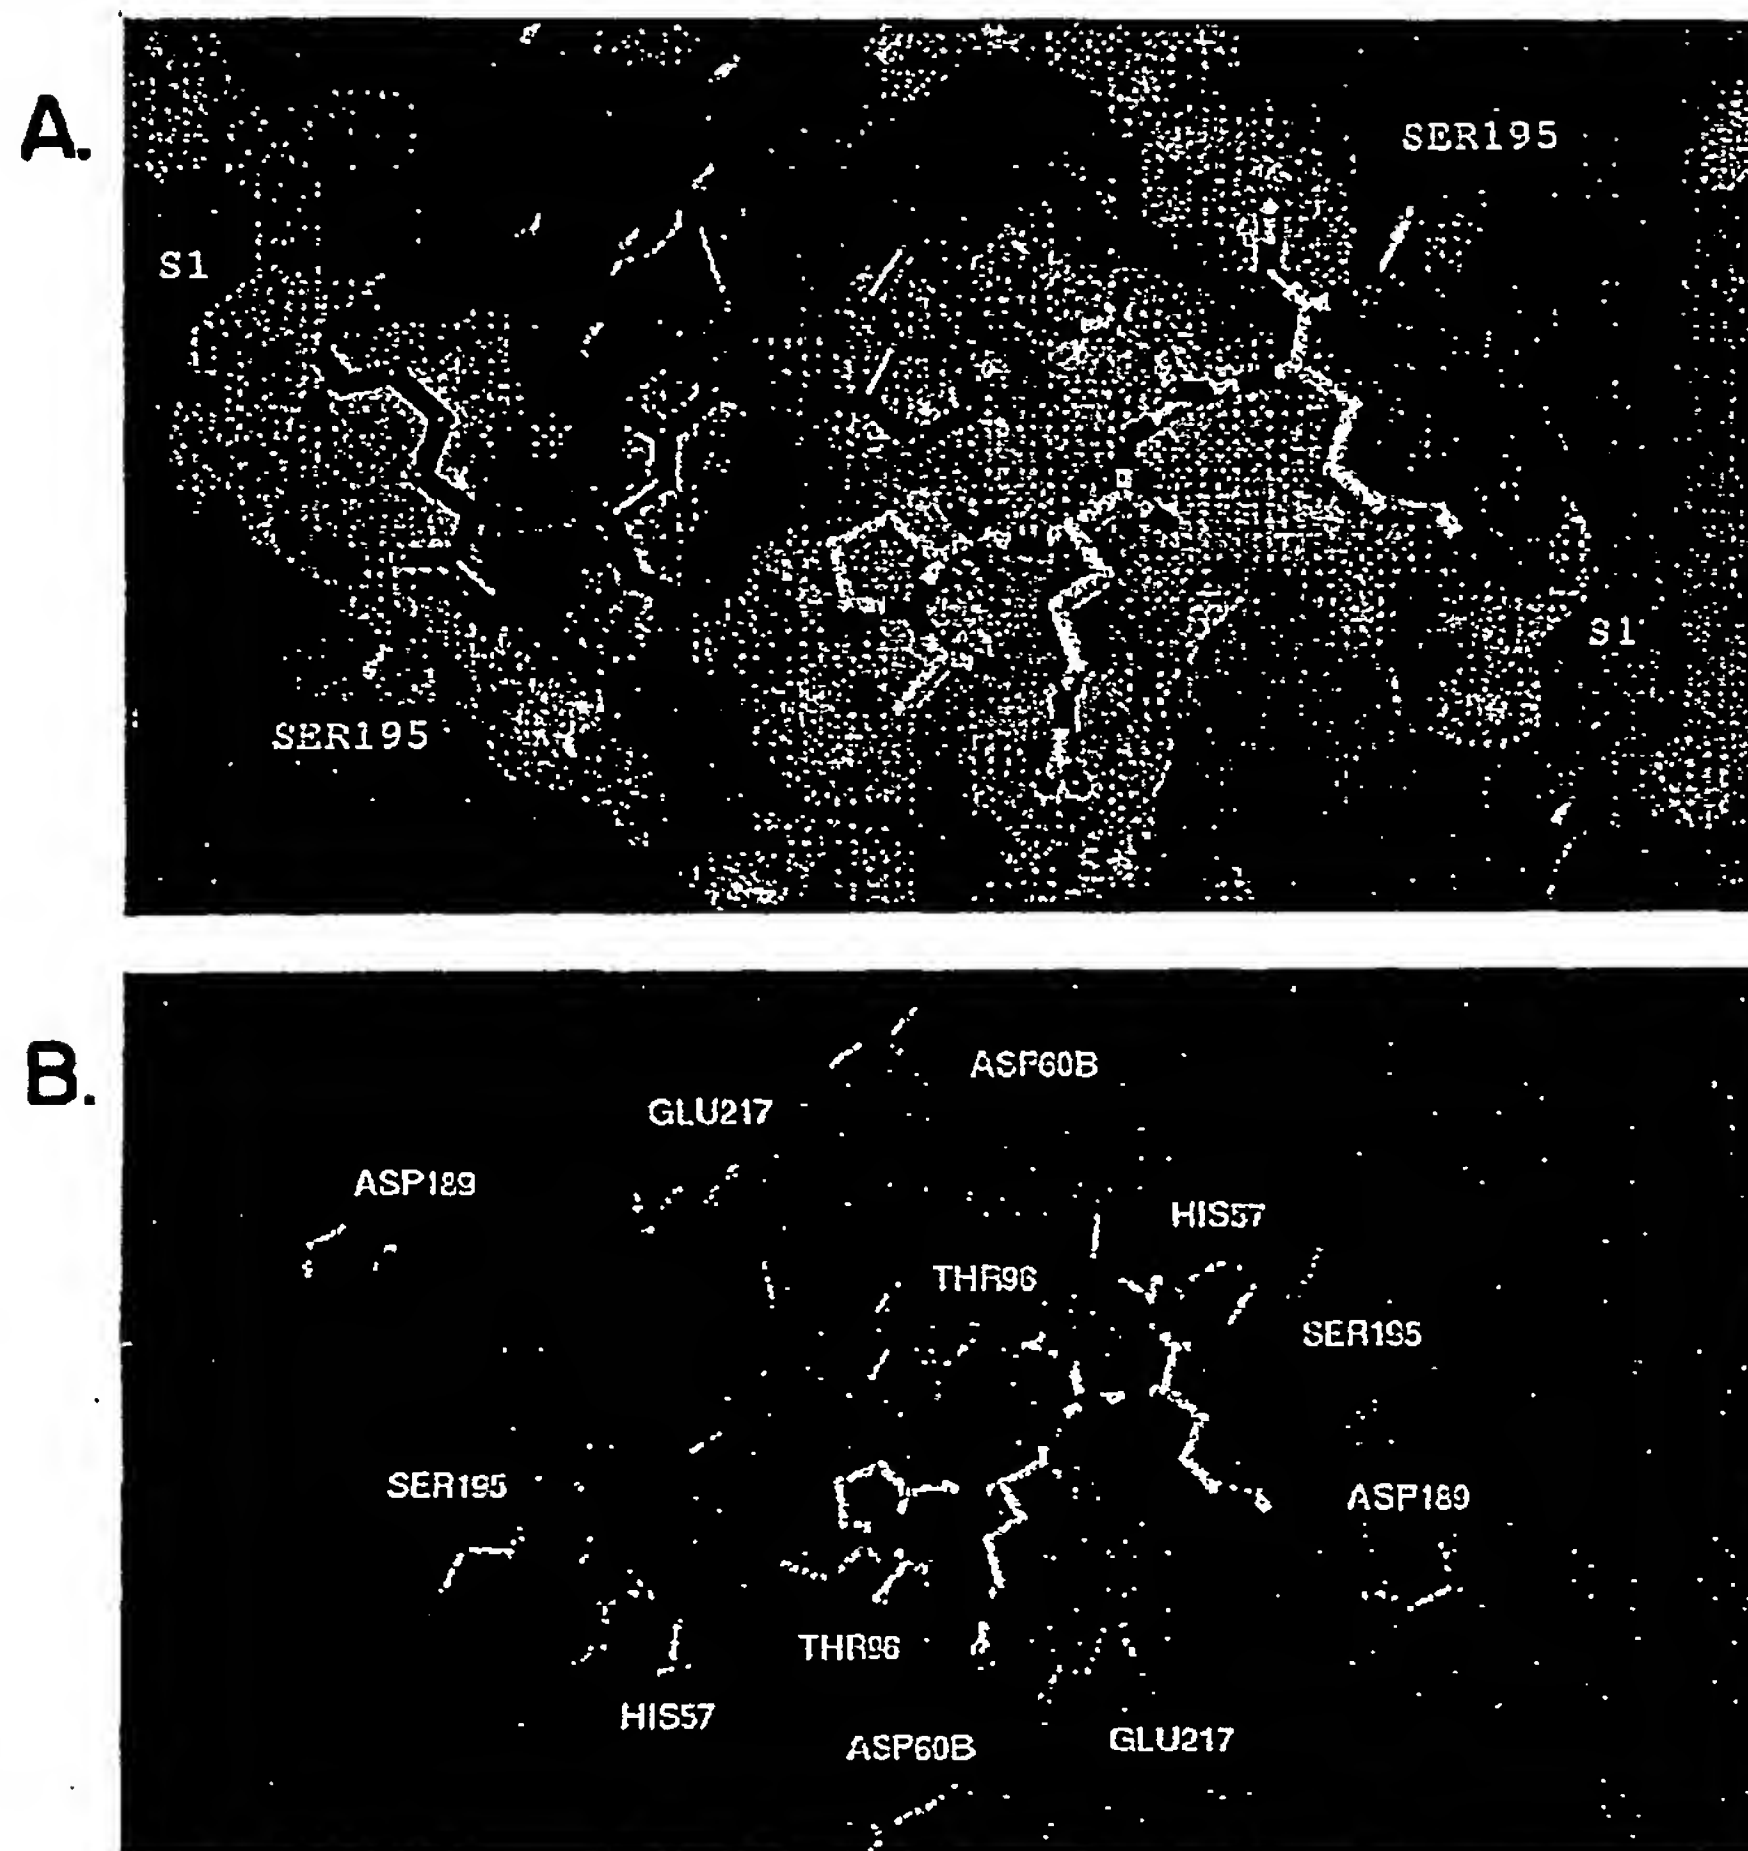 A.
SER195
S1
S1
SER195
B.
ASP60B
GLU217
ASP189
HIS57
THR96
SER195
SER195
ASP189
THR96
HIS57
ASP60B
GLU217